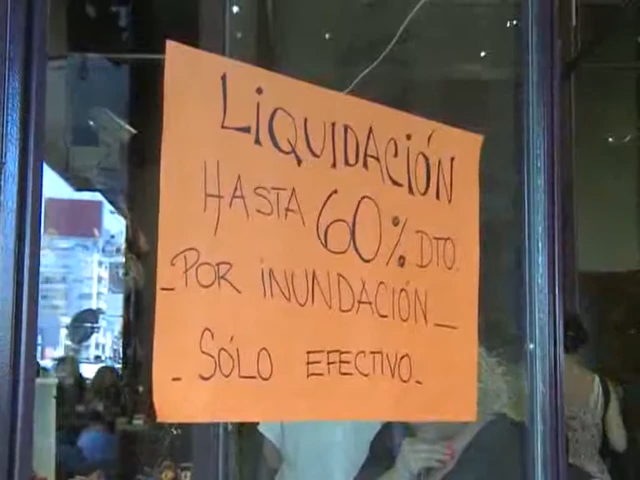 LiQUiDACiÓN
HASTA 60% DTO.
_POR iNUNDACiÓN_
_SÓLO EFECTIVO_